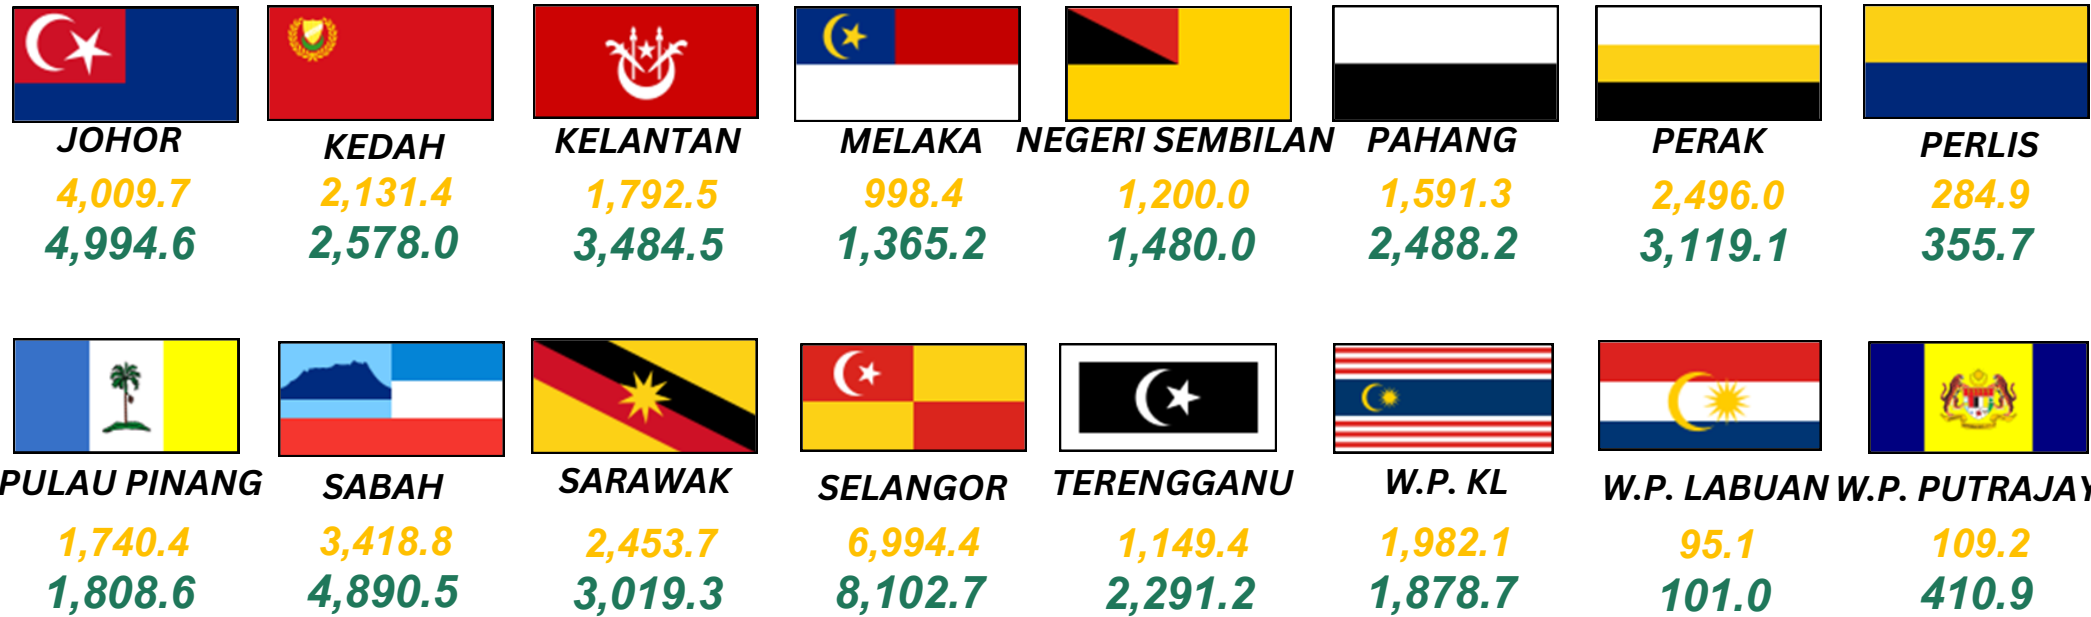 JOHOR KEDAH KELANTAN MELAKA NEGERI SEMBILAN PAHANG PERAK PERLIS
4,009.7 2,131.4 1,792.5 998.4 1,200.0 1,591.3 2,496.0 284.9
4,994.6 2,578.0 3,484.5 1,365.2 1,480.0 2,488.2 3,119.1 355.7
PULAU PINANG SABAH SARAWAK SELANGOR TERENGGANU W.P. KL W.P. LABUAN W.P. PUTRAJAY
1,740.4 3,418.8 2,453.7 6,994.4 1,149.4 1,982.1 95.1 109.2
1,808.6 4,890.5 3,019.3 8,102.7 2,291.2 1,878.7 101.0 410.9